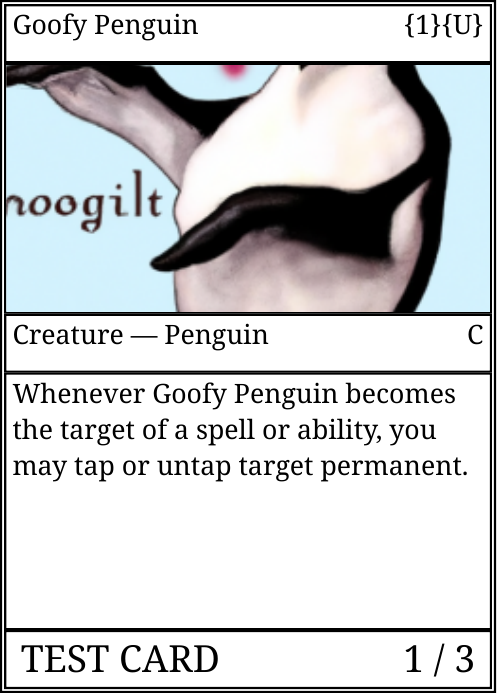 Goofy Penguin {1}{U}
noogilt
Creature — Penguin C
Whenever Goofy Penguin becomes
the target of a spell or ability, you
may tap or untap target permanent.
TEST CARD 1 / 3